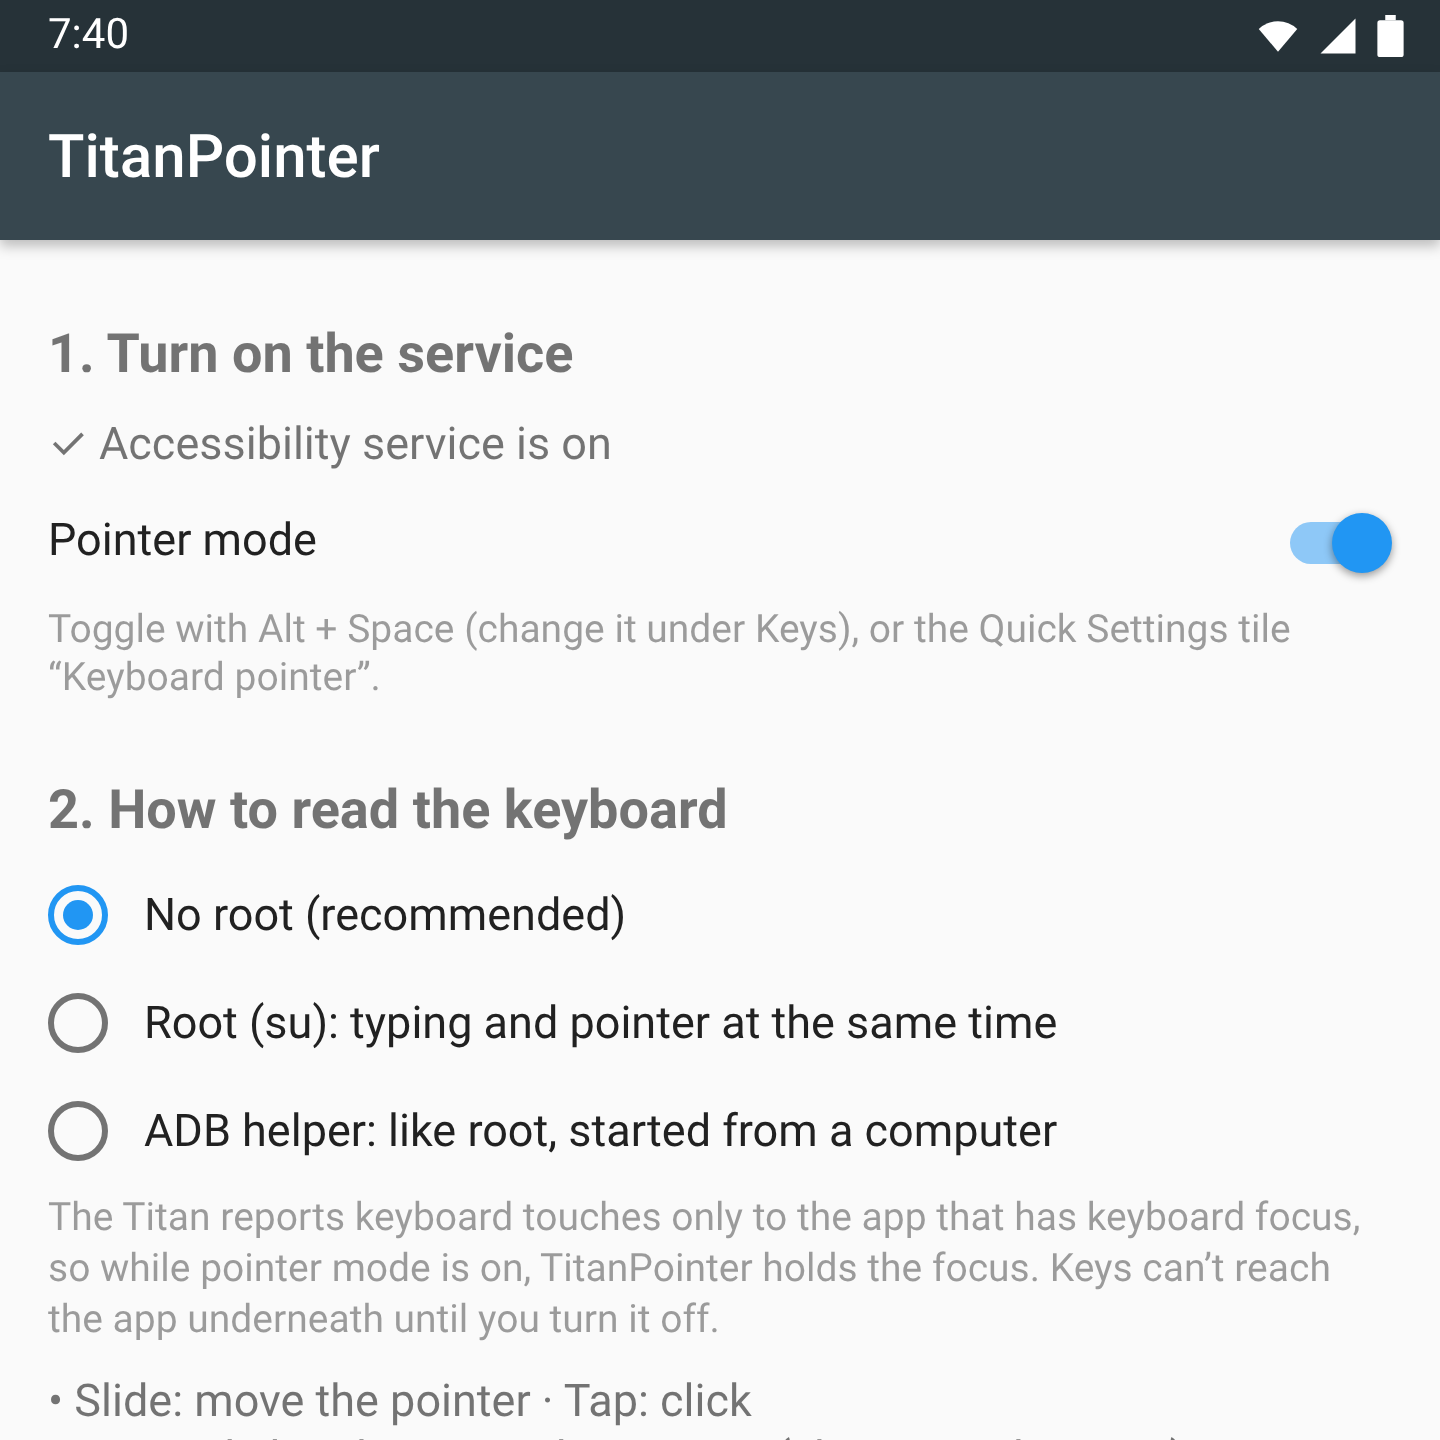 7:40
TitanPointer
1. Turn on the service
✓ Accessibility service is on
Pointer mode
Toggle with Alt + Space (change it under Keys), or the Quick Settings tile
“Keyboard pointer”.
2. How to read the keyboard
No root (recommended)
Root (su): typing and pointer at the same time
ADB helper: like root, started from a computer
The Titan reports keyboard touches only to the app that has keyboard focus,
so while pointer mode is on, TitanPointer holds the focus. Keys can’t reach
the app underneath until you turn it off.
• Slide: move the pointer · Tap: click